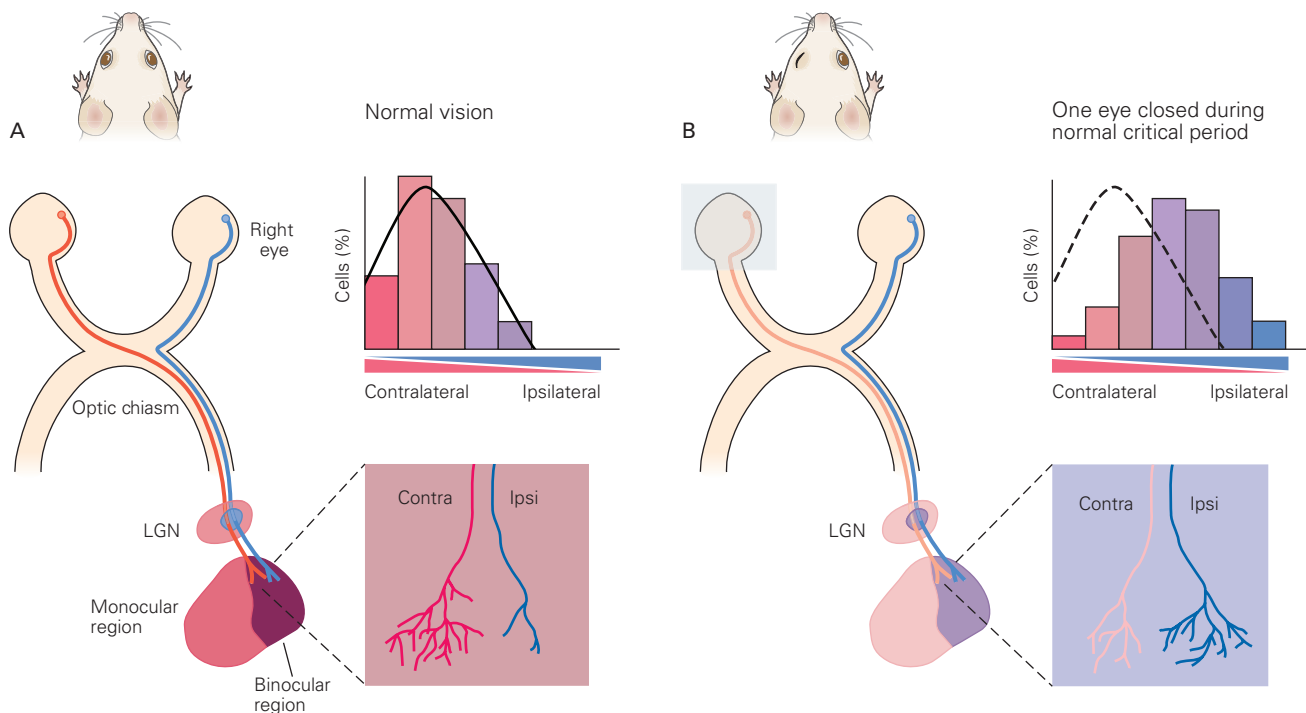 A
Normal vision
Right
eye
Cells (%)
Contralateral
Ipsilateral
Optic chiasm
LGN
Contra
Ipsi
Monocular
region
Binocular
region
B
One eye closed during
normal critical period
Cells (%)
Contralateral
Ipsilateral
LGN
Contra
Ipsi